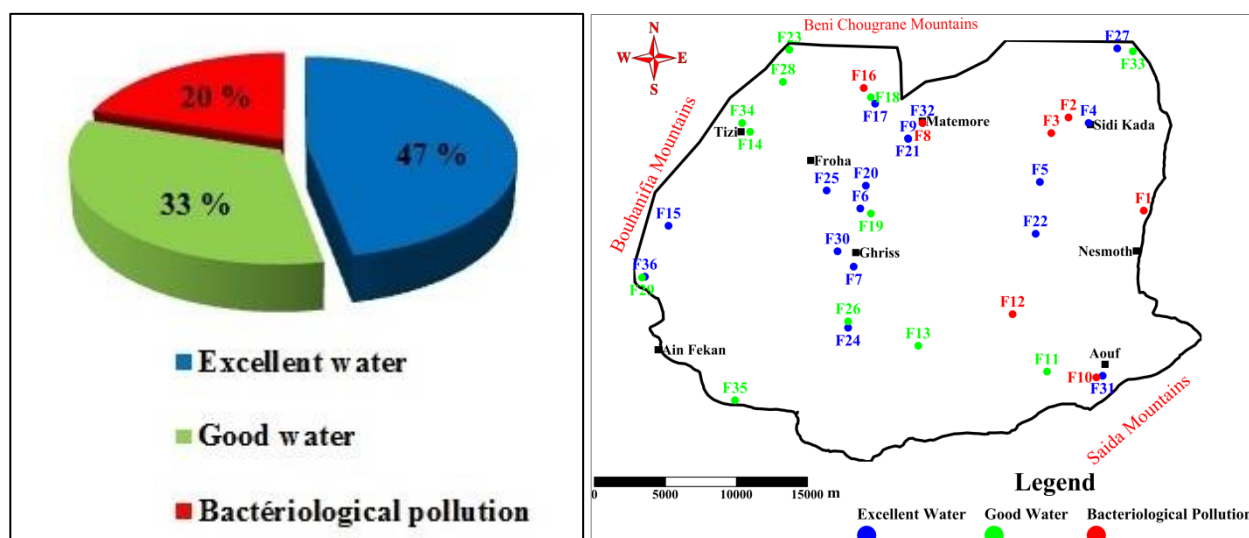 20 %
47 %
33 %
Excellent water
Good water
Bactériological pollution
Beni Chougrane Mountains
N
W E
S
Bouhanifia Mountains
Saida Mountains
F23
F28
F27
F33
F16
F18
F17
F34
Tizi
F14
F32
Matemore
F9
F8
F21
F2
F3
F4
Sidi Kada
Froha
F25
F20
F6
F19
F5
F1
F15
F22
F30
Ghriss
F7
Nesmoth
F36
F29
F26
F24
F12
F13
Ain Fekan
Aouf
F11
F10
F31
F35
0 5000 10000 15000 m
Legend
Excellent Water Good Water Bacteriological Pollution